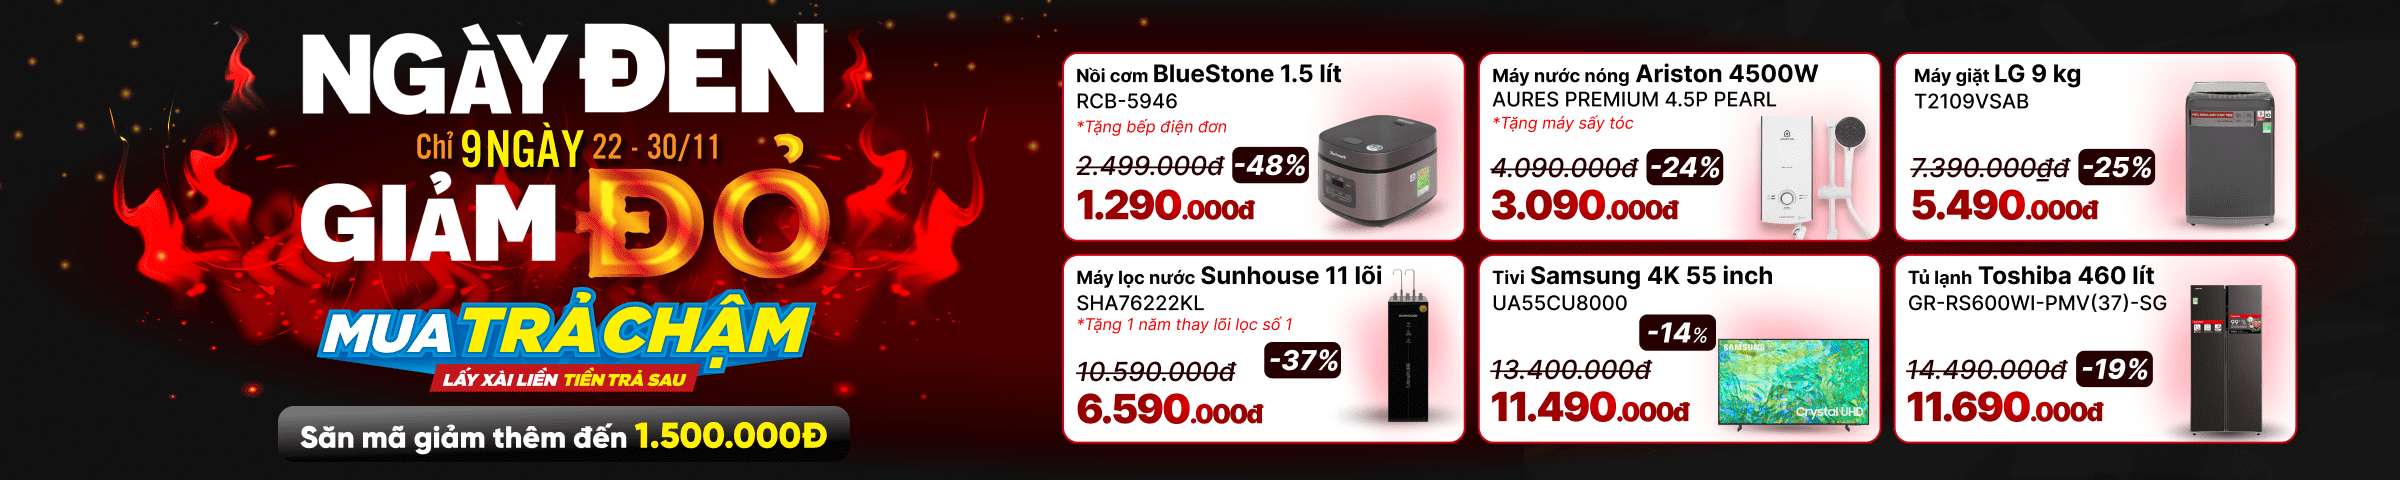 NGÀY ĐEN
Chỉ 9 NGÀY 22 - 30/11
GIẢM ĐỎ
MUA TRẢ CHẬM
LẤY XÀI LIỀN TIỀN TRẢ SAU
Săn mã giảm thêm đến 1.500.000Đ
Nồi cơm BlueStone 1.5 lít
RCB-5946
*Tặng bếp điện đơn
2.499.000đ -48%
1.290.000đ
Máy nước nóng Ariston 4500W
AURES PREMIUM 4.5P PEARL
*Tặng máy sấy tóc
4.090.000đ -24%
3.090.000đ
Máy giặt LG 9 kg
T2109VSAB
7.390.000₫đ -25%
5.490.000đ
Máy lọc nước Sunhouse 11 lõi
SHA76222KL
*Tặng 1 năm thay lõi lọc số 1
10.590.000đ -37%
6.590.000đ
Tivi Samsung 4K 55 inch
UA55CU8000
-14%
13.400.000đ
11.490.000đ
SAMSUNG
Crystal UHD
Tủ lạnh Toshiba 460 lít
GR-RS600WI-PMV(37)-SG
14.490.000đ -19%
11.690.000đ